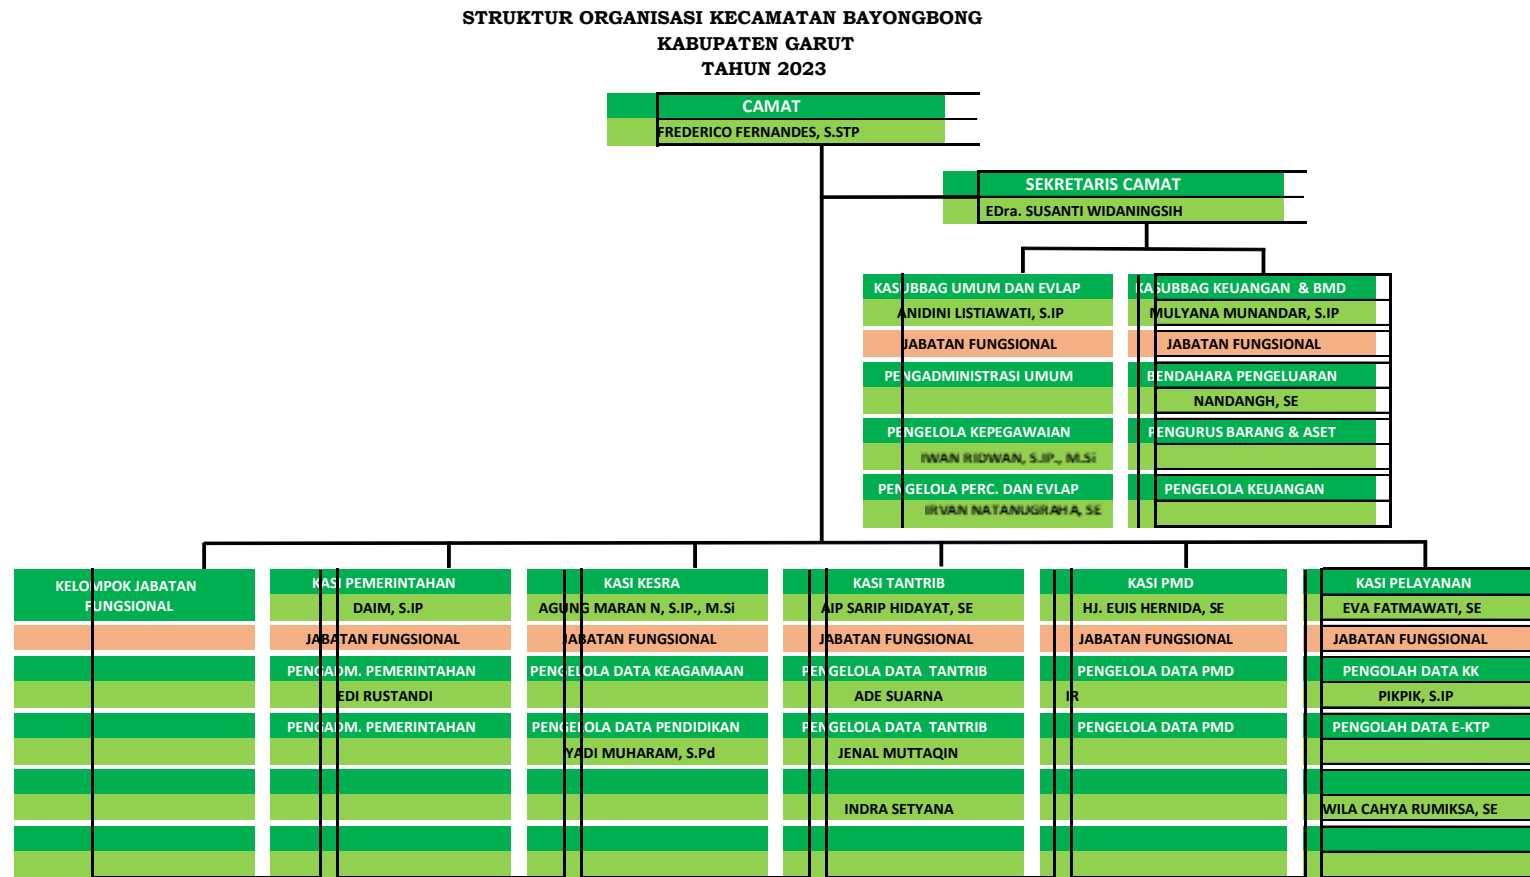 STRUKTUR ORGANISASI KECAMATAN BAYONGBONG
KABUPATEN GARUT
TAHUN 2023
CAMAT
FREDERICO FERNANDES, S.STP
SEKRETARIS CAMAT
EDra. SUSANTI WIDANINGSIH
KASUBBAG UMUM DAN EVLAP
ANIDINI LISTIAWATI, S.IP
JABATAN FUNGSIONAL
PENGADMINISTRASI UMUM
PENGELOLA KEPEGAWAIAN
IWAN RIDWAN, S.IP., M.Si
PENGELOLA PERC. DAN EVLAP
IRVAN NATANUGRAHA, SE
KASUBBAG KEUANGAN & BMD
MULYANA MUNANDAR, S.IP
JABATAN FUNGSIONAL
BENDAHARA PENGELUARAN
NANDANGH, SE
PENGURUS BARANG & ASET
PENGELOLA KEUANGAN
KELOMPOK JABATAN
FUNGSIONAL
KASI PEMERINTAHAN
DAIM, S.IP
JABATAN FUNGSIONAL
PENGADM. PEMERINTAHAN
EDI RUSTANDI
PENGADM. PEMERINTAHAN
KASI KESRA
AGUNG MARAN N, S.IP., M.Si
JABATAN FUNGSIONAL
PENGELOLA DATA KEAGAMAAN
PENGELOLA DATA PENDIDIKAN
YADI MUHARAM, S.Pd
KASI TANTRIB
AIP SARIP HIDAYAT, SE
JABATAN FUNGSIONAL
PENGELOLA DATA TANTRIB
ADE SUARNA
PENGELOLA DATA TANTRIB
JENAL MUTTAQIN
INDRA SETYANA
KASI PMD
HJ. EUIS HERNIDA, SE
JABATAN FUNGSIONAL
PENGELOLA DATA PMD
IR
PENGELOLA DATA PMD
KASI PELAYANAN
EVA FATMAWATI, SE
JABATAN FUNGSIONAL
PENGOLAH DATA KK
PIKPIK, S.IP
PENGOLAH DATA E-KTP
WILA CAHYA RUMIKSA, SE